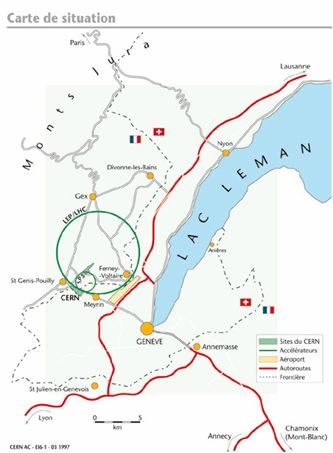 Carte de situation
Paris
Monts Jura
Lausanne
Nyon
Divonne-les-Bains
Gex
LAC LEMAN
LEP/LHC
Anières
St Genis-Pouilly
SPS
Ferney-
Voltaire
CERN
Meyrin
GENEVE
Annemasse
Sites du CERN
Accélérateurs
Aéroport
Autoroutes
Frontière
St Julien-en-Genevois
Lyon
0 5
km
Annecy
Chamonix
(Mont-Blanc)
CERN AC - EI6-1 - 03 1997